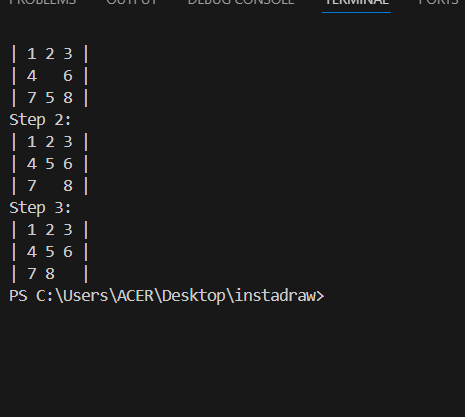 PROBLEMS OUTPUT DEBUG CONSOLE TERMINAL PORTS
| 1 2 3 |
| 4   6 |
| 7 5 8 |
Step 2:
| 1 2 3 |
| 4 5 6 |
| 7   8 |
Step 3:
| 1 2 3 |
| 4 5 6 |
| 7 8   |
PS C:\Users\ACER\Desktop\instadraw>